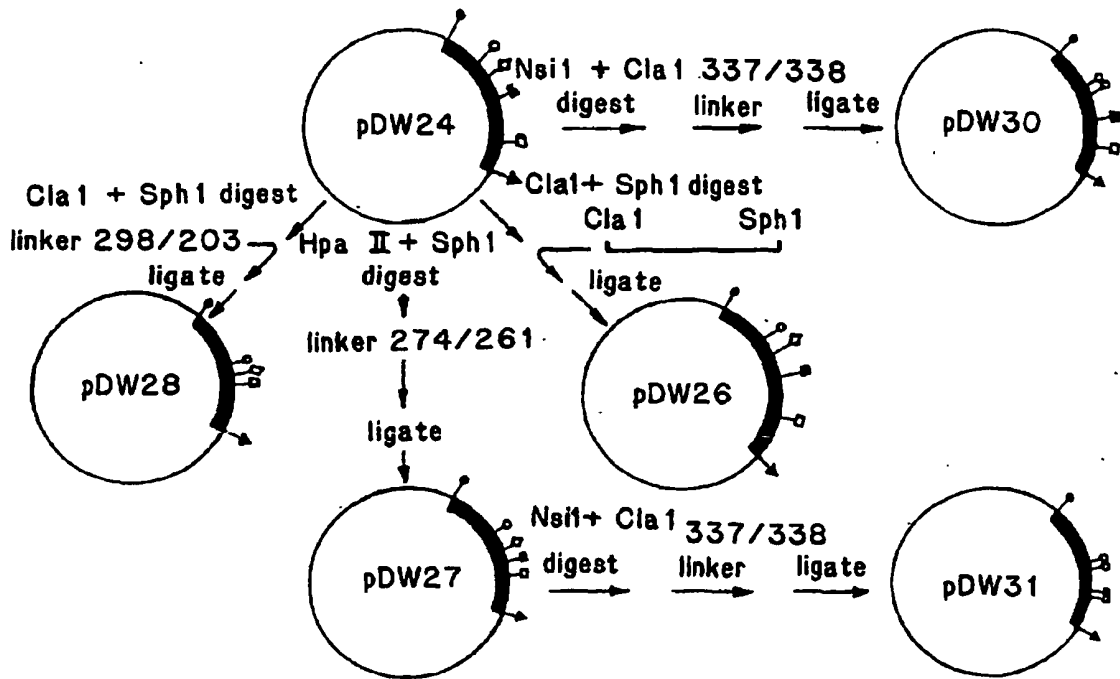 Nsi1 + Cla1 337/338
digest linker ligate
pDW24
pDW30
Cla1 + Sph1 digest
linker 298/203
ligate
Hpa II + Sph1
digest
Cla1 + Sph1 digest
Cla1 Sph1
ligate
linker 274/261
ligate
pDW28
pDW26
Nsi1 + Cla1 337/338
digest linker ligate
pDW27
pDW31